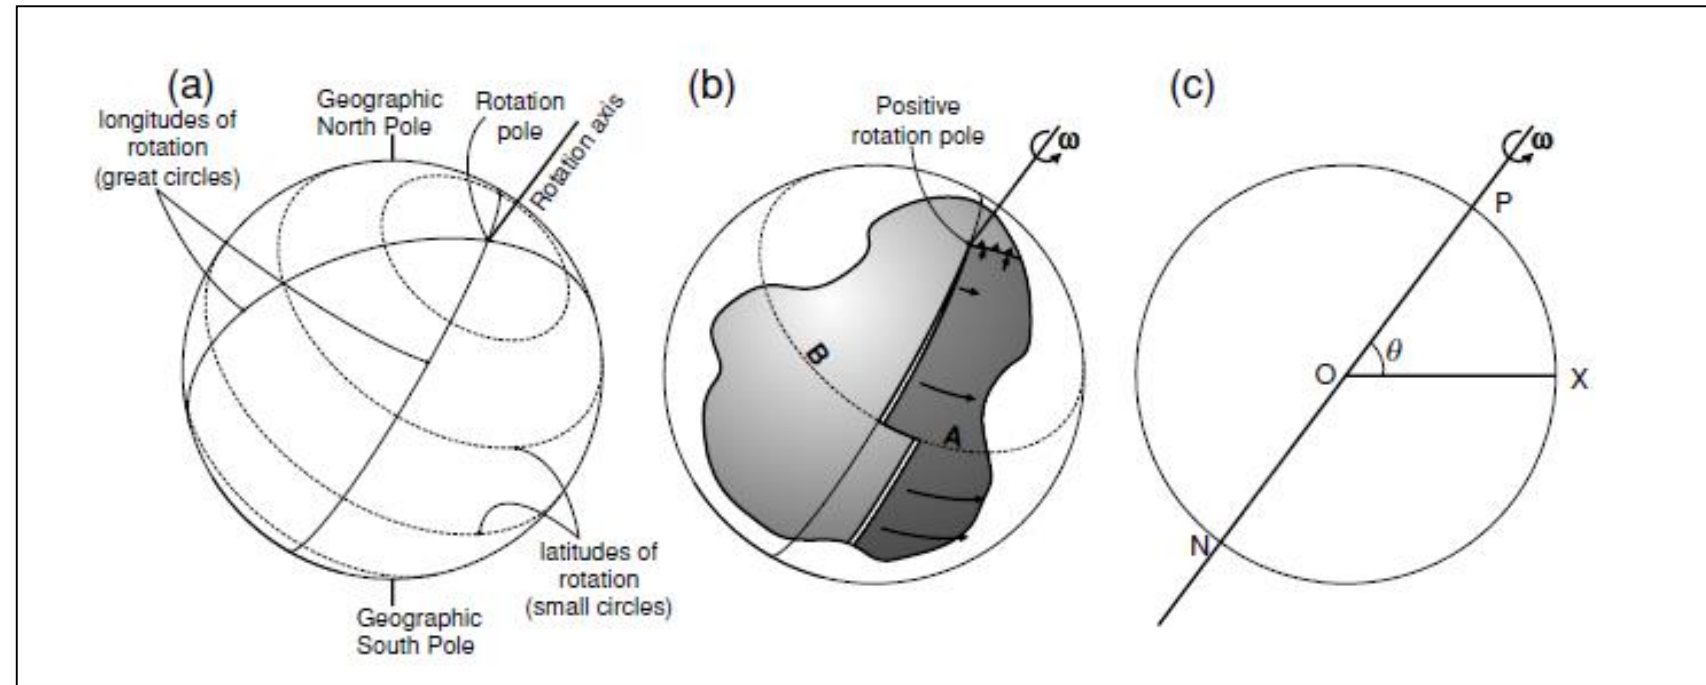 (a)
longitudes of
rotation
(great circles)
Geographic
North Pole
Rotation
pole
Rotation axis
latitudes of
rotation
(small circles)
Geographic
South Pole
(b)
Positive
rotation pole
ω
B
A
(c)
ω
P
θ
O
X
N